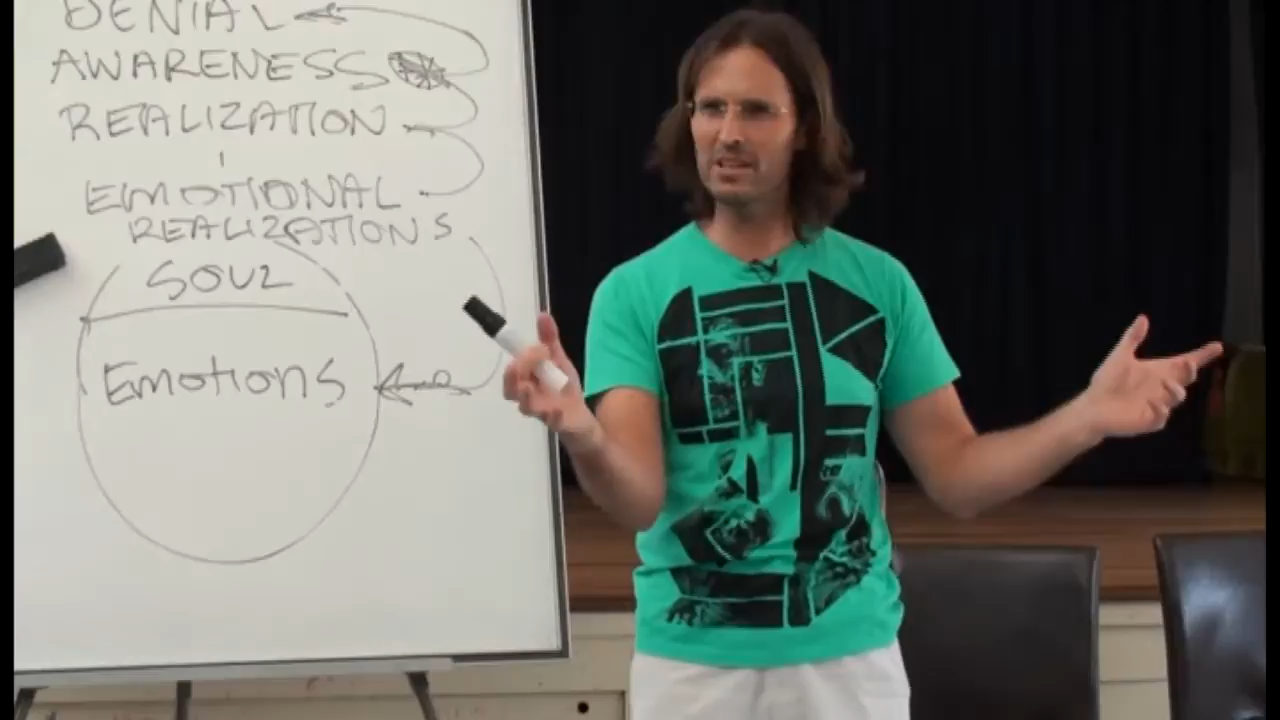 DENIAL
AWARENESS
REALIZATION
EMOTIONAL
REALIZATIONS
SOUL
Emotions